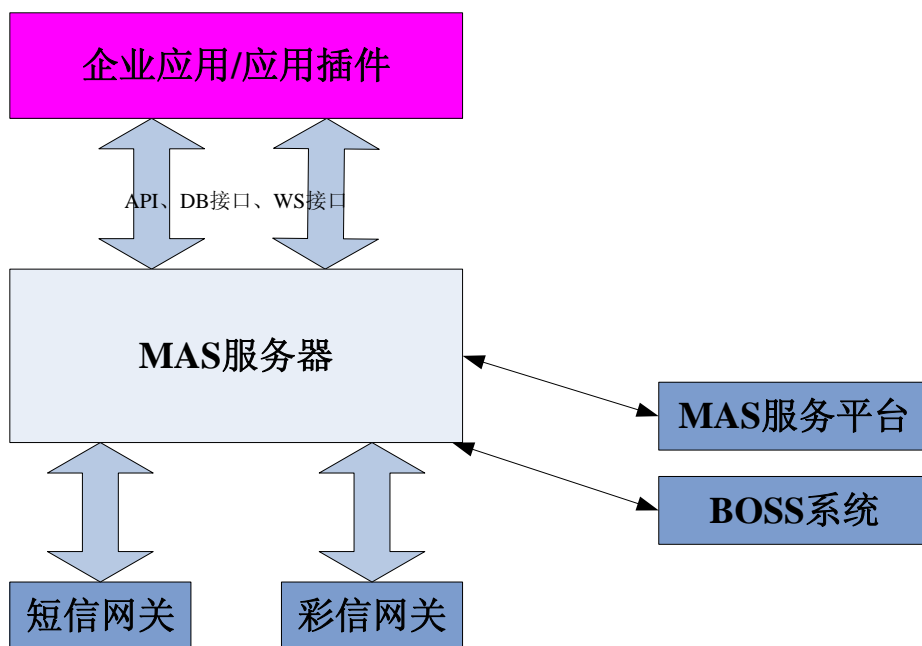 企业应用/应用插件
API、DB接口、WS接口
MAS服务器
MAS服务平台
BOSS系统
短信网关
彩信网关